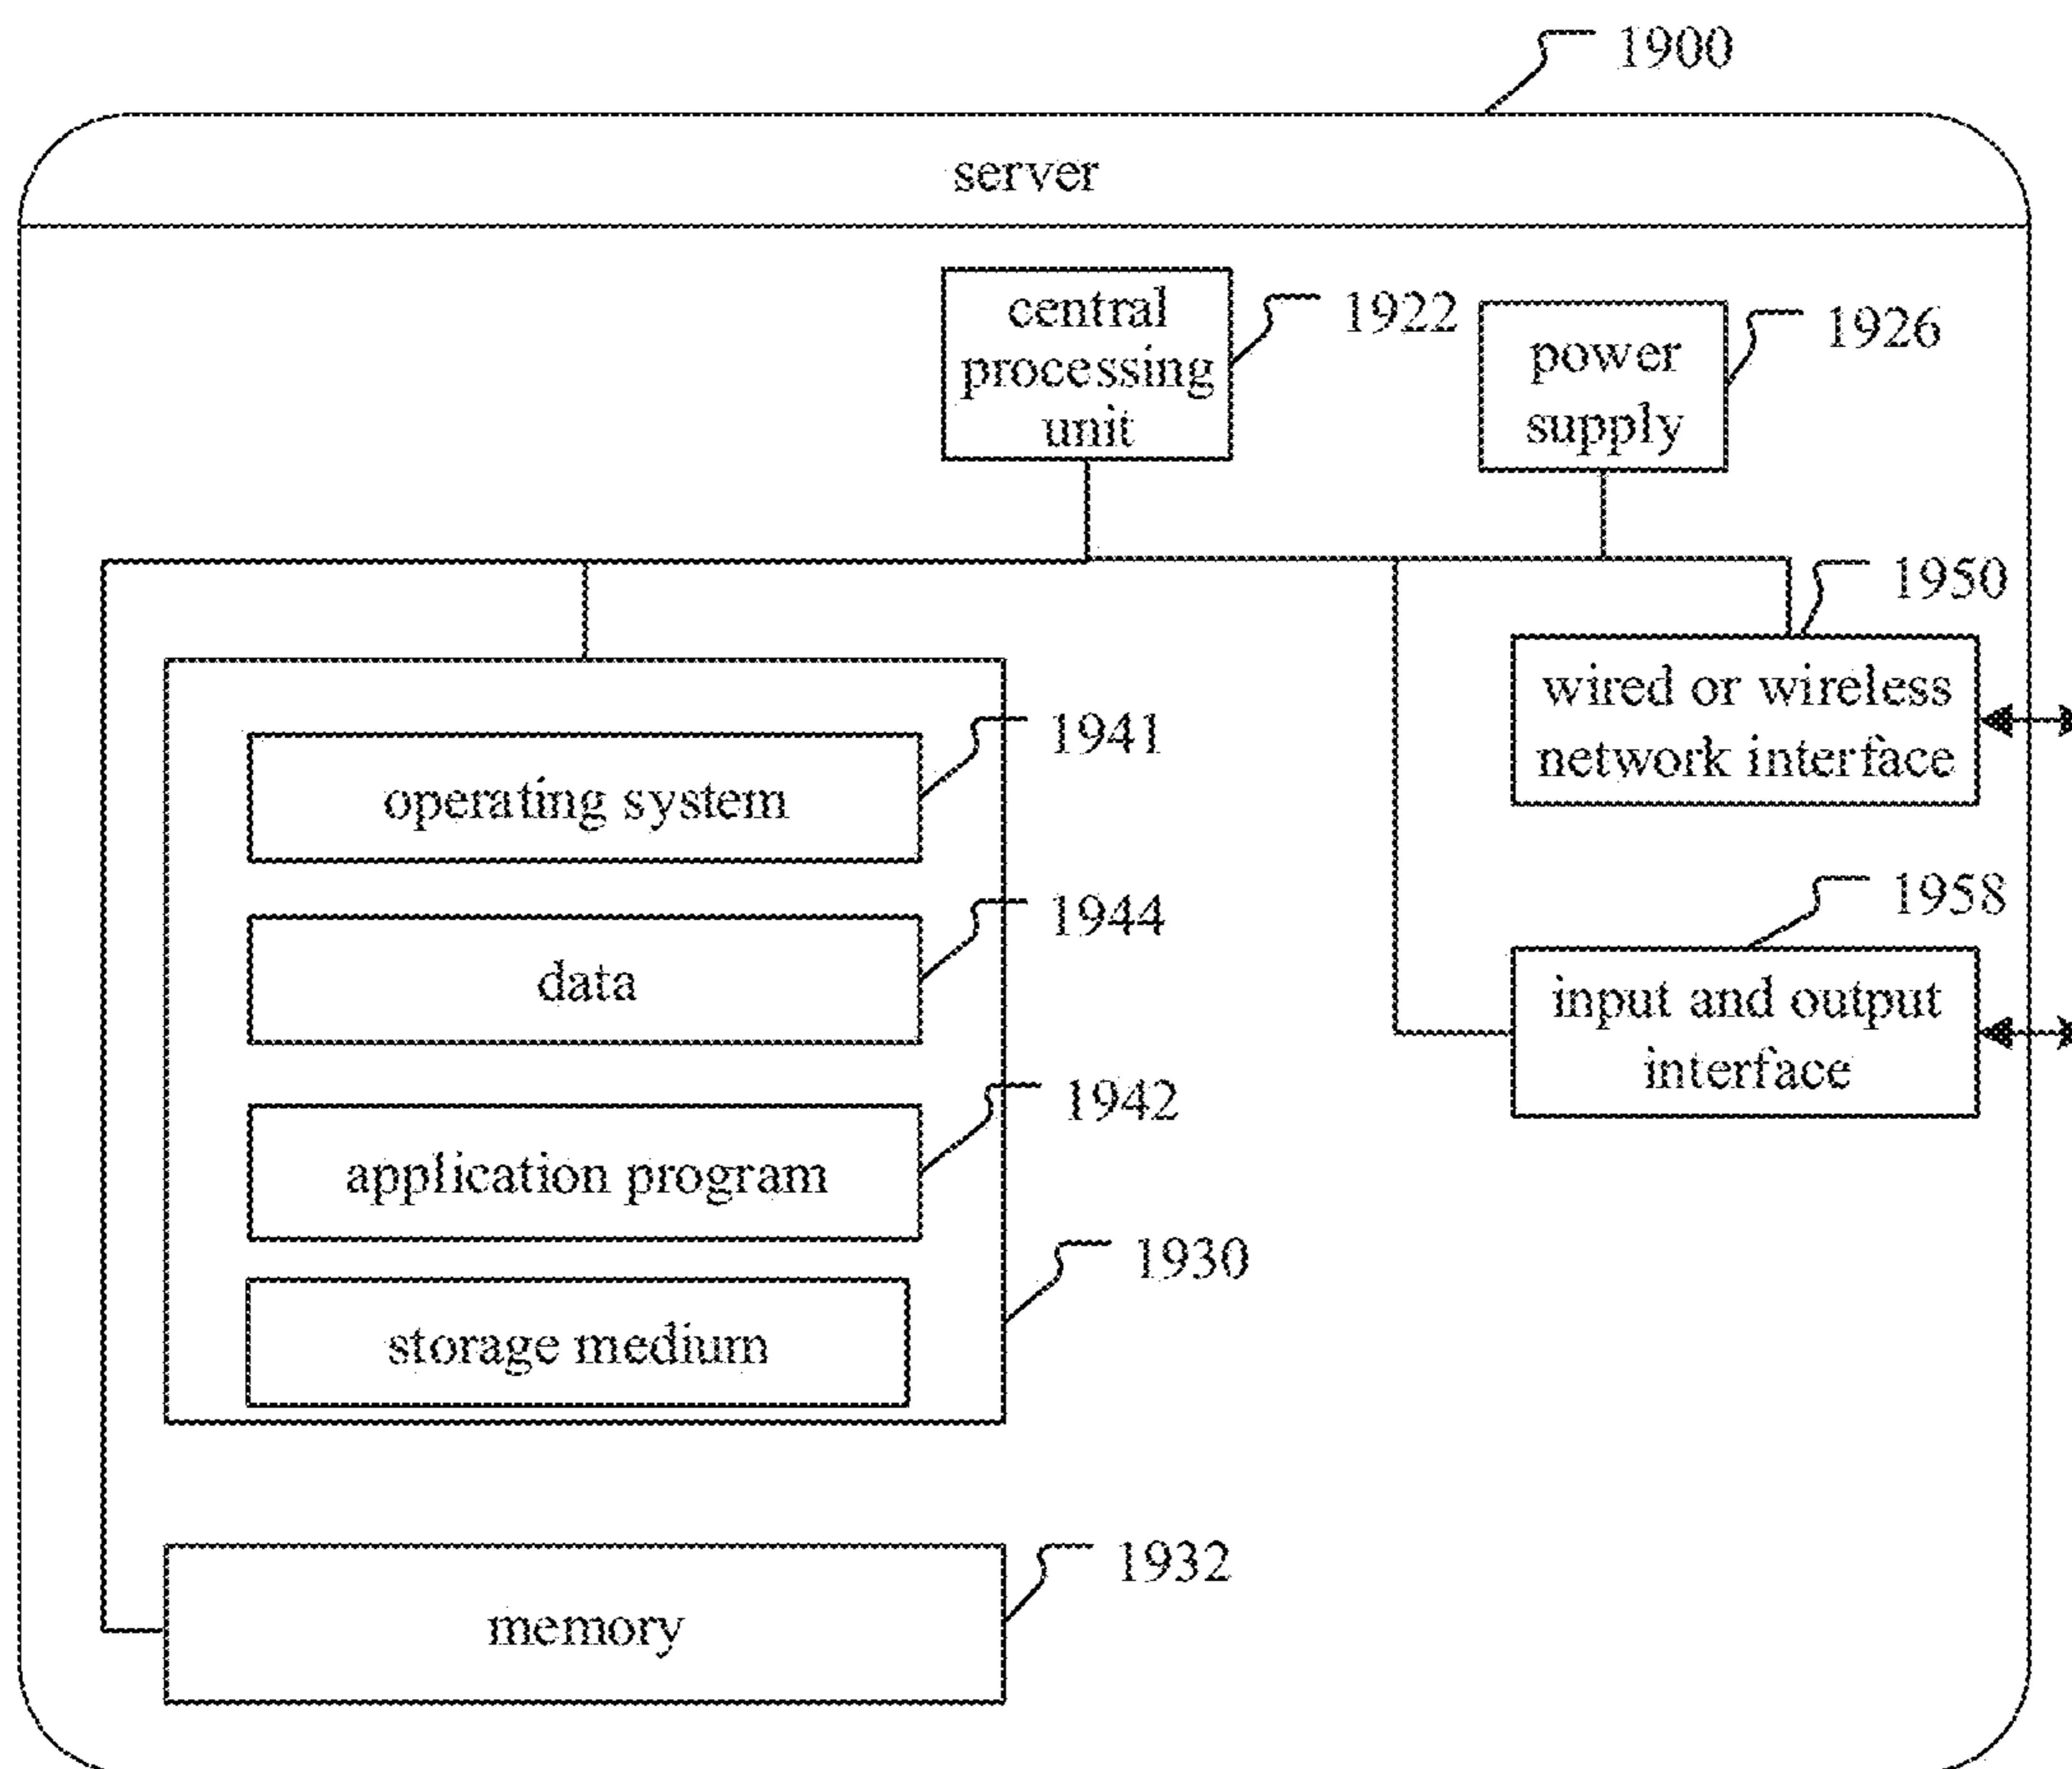 1900
server
central
processing
unit
1922
power
supply
1926
1950
wired or wireless
network interface
1941
operating system
1944
data
1958
input and output
interface
1942
application program
1930
storage medium
1932
memory